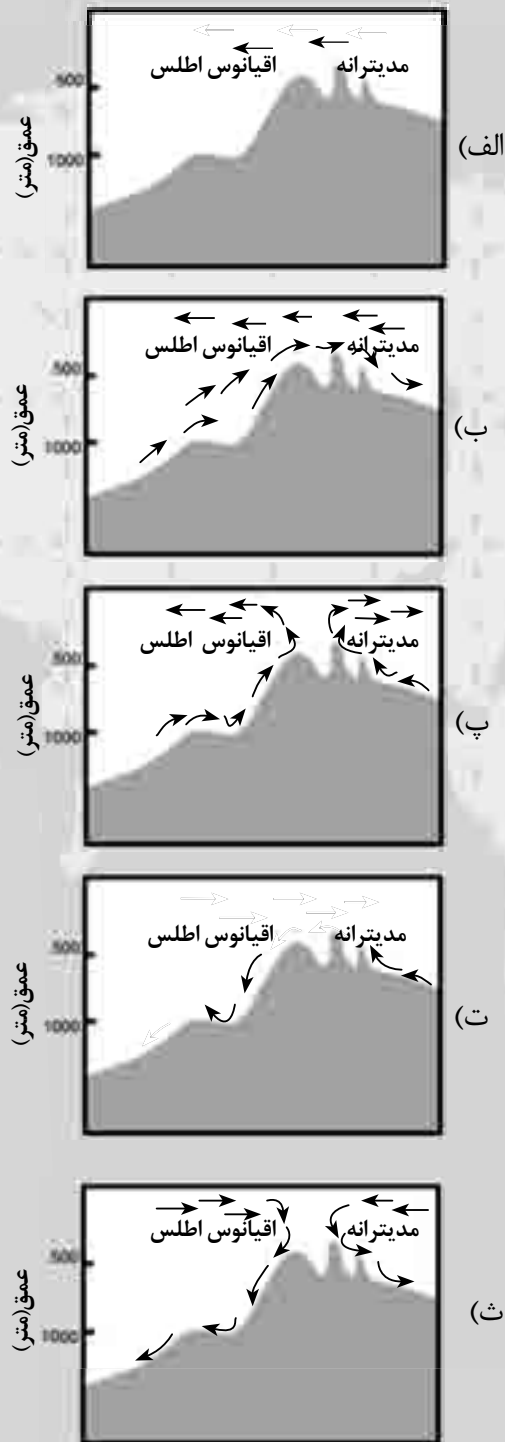 مدیترانه
اقیانوس اطلس
500
1000
عمق(متر)
الف)
مدیترانه
اقیانوس اطلس
500
1000
عمق(متر)
ب)
مدیترانه
اقیانوس اطلس
500
1000
عمق(متر)
پ)
مدیترانه
اقیانوس اطلس
500
1000
عمق(متر)
ت)
مدیترانه
اقیانوس اطلس
500
1000
عمق(متر)
ث)